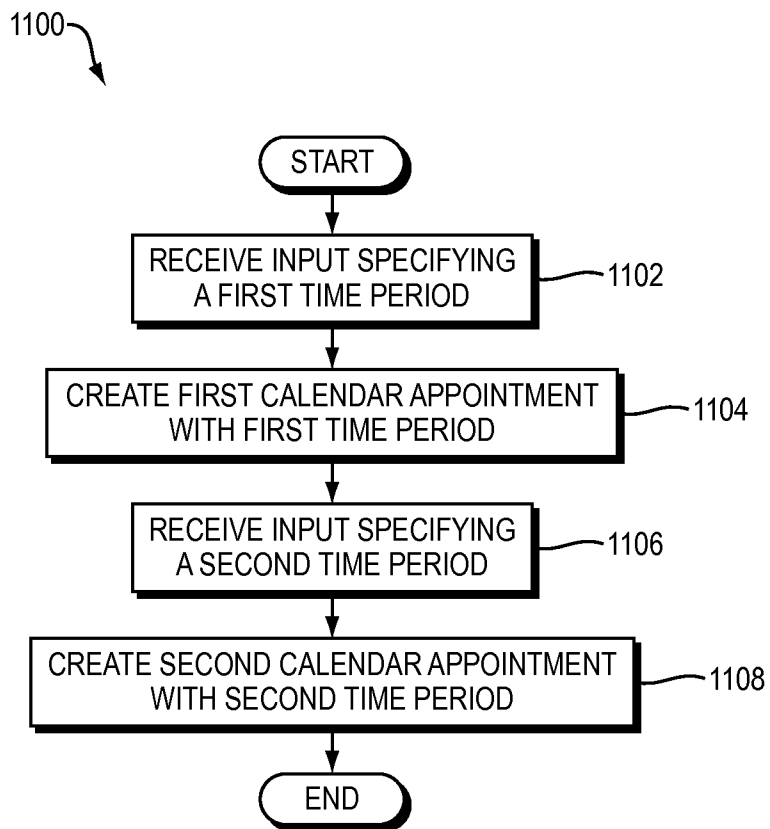 1100
START
RECEIVE INPUT SPECIFYING
A FIRST TIME PERIOD
1102
CREATE FIRST CALENDAR APPOINTMENT
WITH FIRST TIME PERIOD
1104
RECEIVE INPUT SPECIFYING
A SECOND TIME PERIOD
1106
CREATE SECOND CALENDAR APPOINTMENT
WITH SECOND TIME PERIOD
1108
END